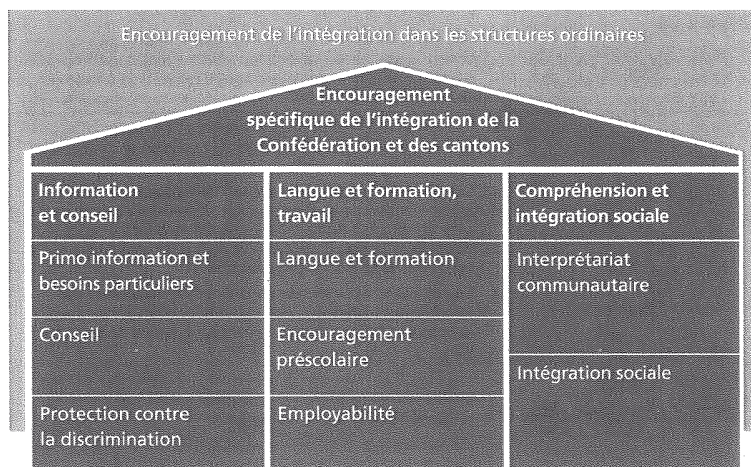 Encouragement de l'intégration dans les structures ordinaires
Encouragement
spécifique de l'intégration de la
Confédération et des cantons
Information
et conseil
Primo information et
besoins particuliers
Conseil
Protection contre
la discrimination
Langue et formation,
travail
Langue et formation
Encouragement
préscolaire
Employabilité
Compréhension et
intégration sociale
Interprétariat
communautaire
Intégration sociale